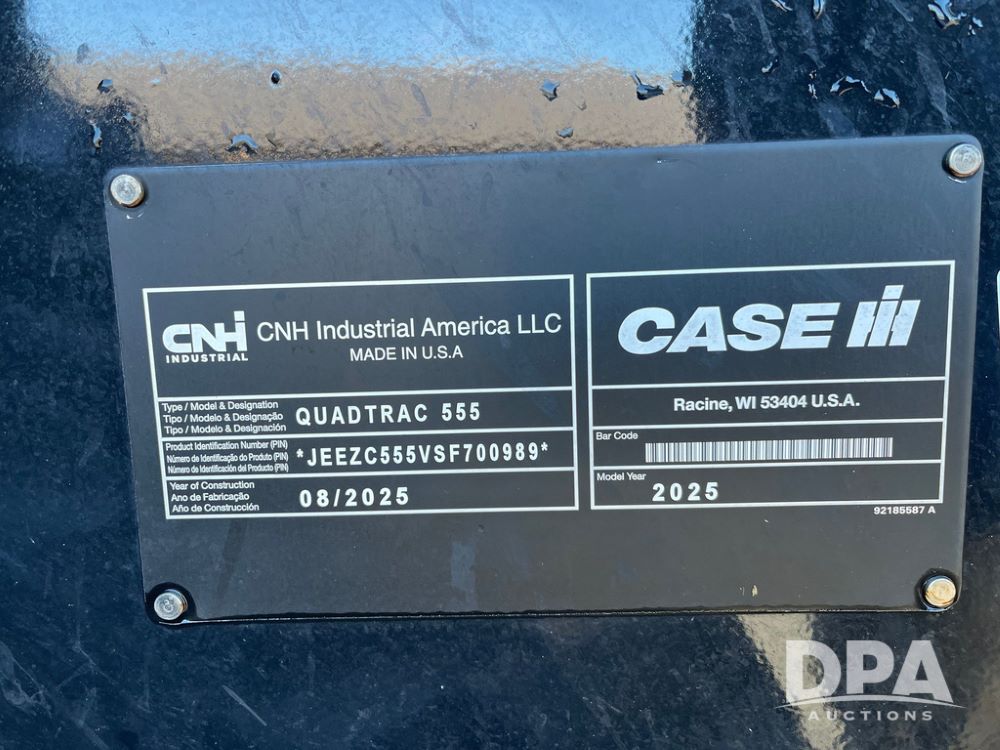 CNH
INDUSTRIAL
CNH Industrial America LLC
MADE IN U.S.A
Type / Model & Designation
Tipo / Modelo & Designação
Tipo / Modelo & Designación
QUADTRAC 555
Product Identification Number (PIN)
Número de Identificação do Produto (PIN)
Número de Identificación del Producto (PIN)
*JEEZC555VSF700989*
Year of Construction
Ano de Fabricação
Año de Construcción
08/2025
CASE IH
Racine, WI 53404 U.S.A.
Bar Code
Model Year
2025
92185587 A
DPA
AUCTIONS